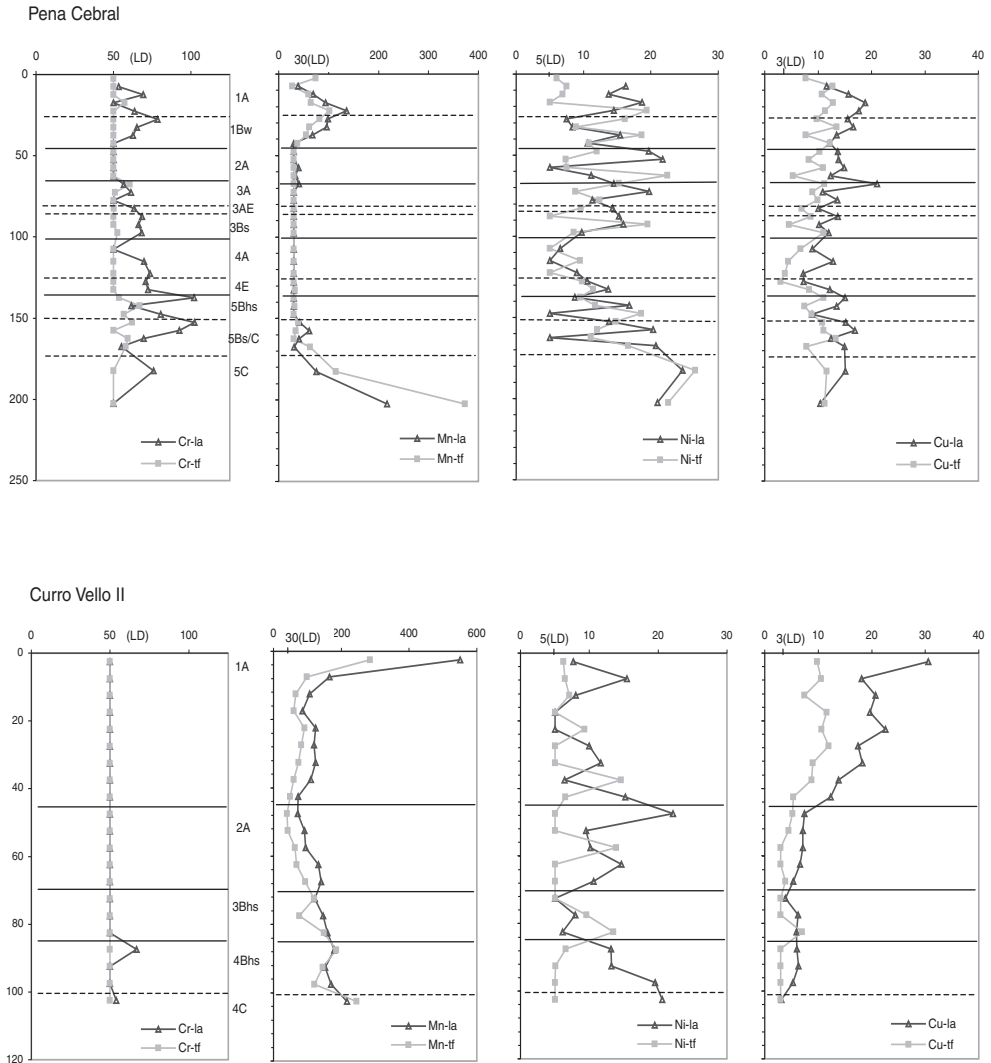 Pena Cebral
0 50 (LD) 100
0 30(LD) 100 200 300 400
0 5(LD) 10 20 30
0 3(LD) 10 20 30 40
0
50
100
150
200
250
1A
1Bw
2A
3A
3AE
3Bs
4A
4E
5Bhs
5Bs/C
5C
Cr-la
Cr-tf
Mn-la
Mn-tf
Ni-la
Ni-tf
Cu-la
Cu-tf
Curro Vello II
0 50 (LD) 100
0 30(LD) 200 400 600
0 5(LD) 10 20 30
0 3(LD) 10 20 30 40
0
20
40
60
80
100
120
1A
2A
3Bhs
4Bhs
4C
Cr-la
Cr-tf
Mn-la
Mn-tf
Ni-la
Ni-tf
Cu-la
Cu-tf